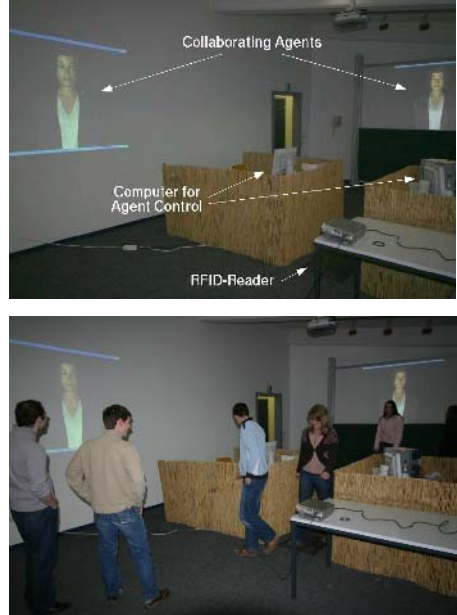 Collaborating Agents
Computer for
Agent Control
RFID-Reader